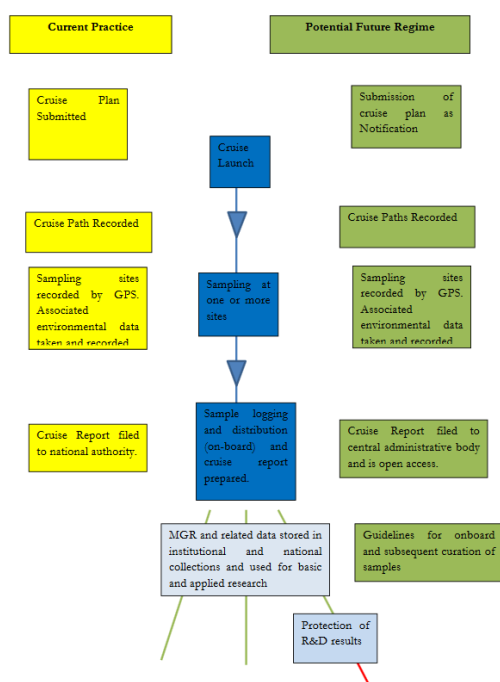 Current Practice
Potential Future Regime
Cruise Plan
Submitted
Submission of
cruise plan as
Notification
Cruise
Launch
Cruise Path Recorded
Cruise Paths Recorded
Sampling sites
recorded by GPS.
Associated
environmental data
taken and recorded
Sampling at
one or more
sites
Sampling sites
recorded by GPS.
Associated
environmental data
taken and recorded
Cruise Report filed
to national authority.
Sample logging
and distribution
(on-board) and
cruise report
prepared.
Cruise Report filed to
central administrative body
and is open access.
MGR and related data stored in
institutional and national
collections and used for basic
and applied research
Guidelines for onboard
and subsequent curation of
samples
Protection of
R&D results